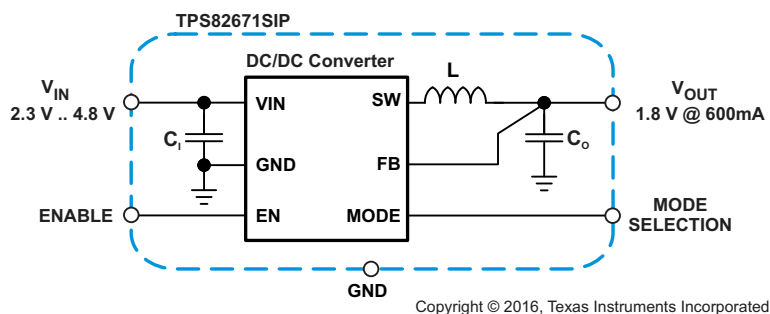 TPS82671SIP
DC/DC Converter
L
VIN
2.3 V .. 4.8 V
VIN
SW
VOUT
1.8 V @ 600mA
CI
GND
FB
CO
ENABLE
EN
MODE
MODE
SELECTION
GND
Copyright © 2016, Texas Instruments Incorporated